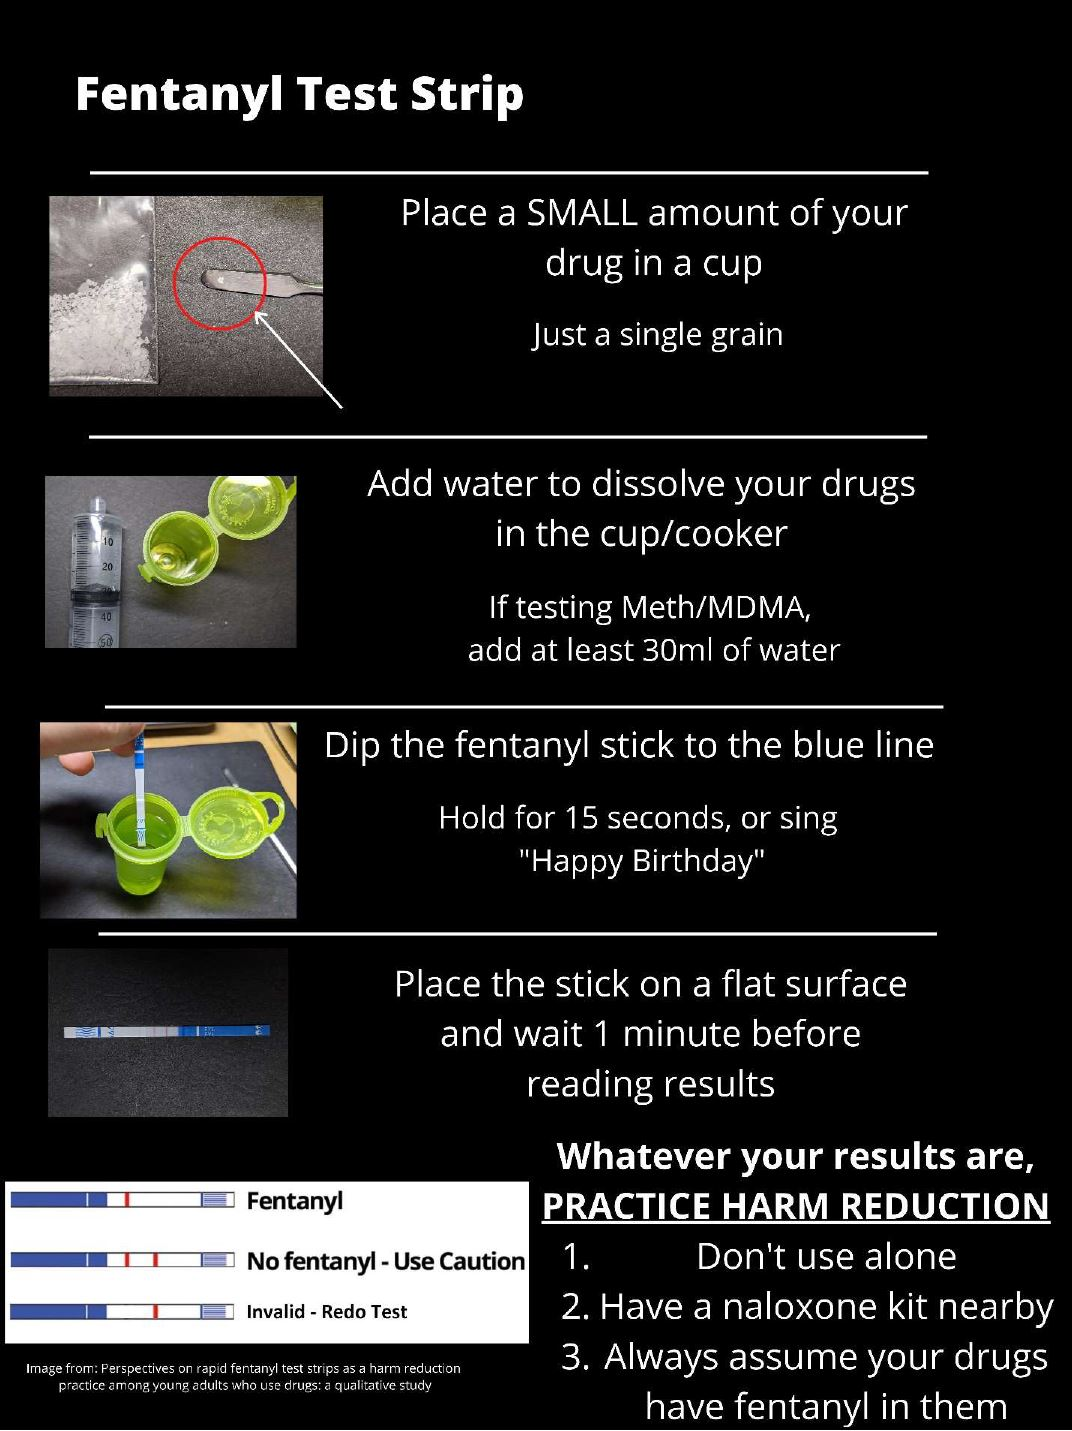 Fentanyl Test Strip
Place a SMALL amount of your
drug in a cup
Just a single grain
Add water to dissolve your drugs
in the cup/cooker
If testing Meth/MDMA,
add at least 30ml of water
10
20
40
50
Dip the fentanyl stick to the blue line
Hold for 15 seconds, or sing
"Happy Birthday"
Place the stick on a flat surface
and wait 1 minute before
reading results
Fentanyl
No fentanyl - Use Caution
Invalid - Redo Test
Image from: Perspectives on rapid fentanyl test strips as a harm reduction
practice among young adults who use drugs: a qualitative study
Whatever your results are,
PRACTICE HARM REDUCTION
1. Don't use alone
2. Have a naloxone kit nearby
3. Always assume your drugs
have fentanyl in them